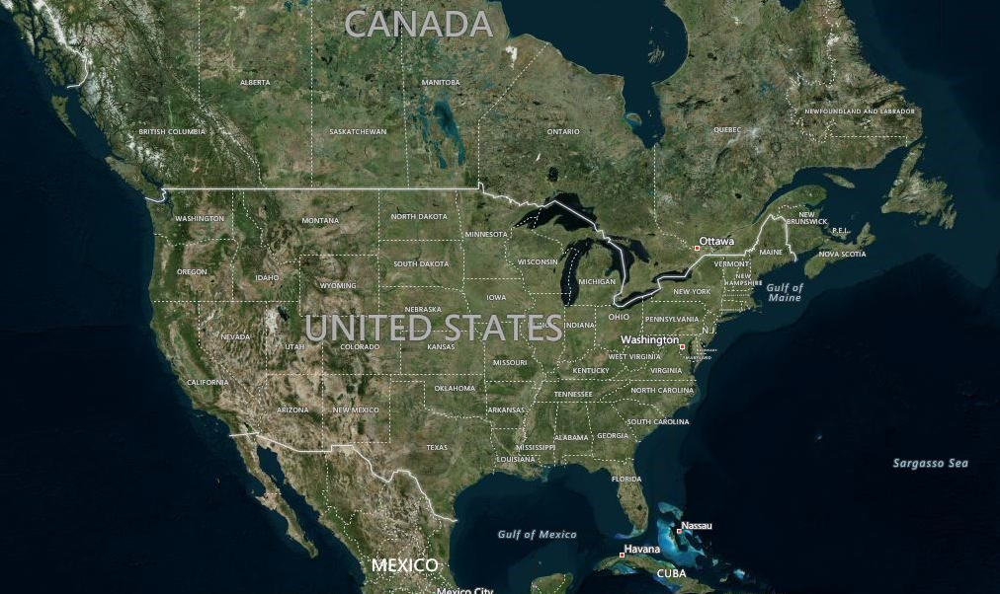 CANADA
ALBERTA
MANITOBA
NEWFOUNDLAND AND LABRADOR
BRITISH COLUMBIA
SASKATCHEWAN
ONTARIO
QUEBEC
WASHINGTON
MONTANA
NORTH DAKOTA
NEW
BRUNSWICK
P.E.I.
MINNESOTA
Ottawa
MAINE
NOVA SCOTIA
OREGON
IDAHO
SOUTH DAKOTA
WISCONSIN
VERMONT
WYOMING
MICHIGAN
NEW
HAMPSHIRE
Gulf of
Maine
IOWA
NEW YORK
NEBRASKA
OHIO
PENNSYLVANIA
UNITED STATES
INDIANA
NEVADA
UTAH
COLORADO
KANSAS
Washington
WEST VIRGINIA
MARYLAND
MISSOURI
KENTUCKY
VIRGINIA
CALIFORNIA
OKLAHOMA
TENNESSEE
NORTH CAROLINA
ARIZONA
NEW MEXICO
ARKANSAS
SOUTH CAROLINA
ALABAMA
GEORGIA
TEXAS
MISSISSIPPI
LOUISIANA
Sargasso Sea
FLORIDA
Nassau
Gulf of Mexico
Havana
MEXICO
CUBA
Mexico City